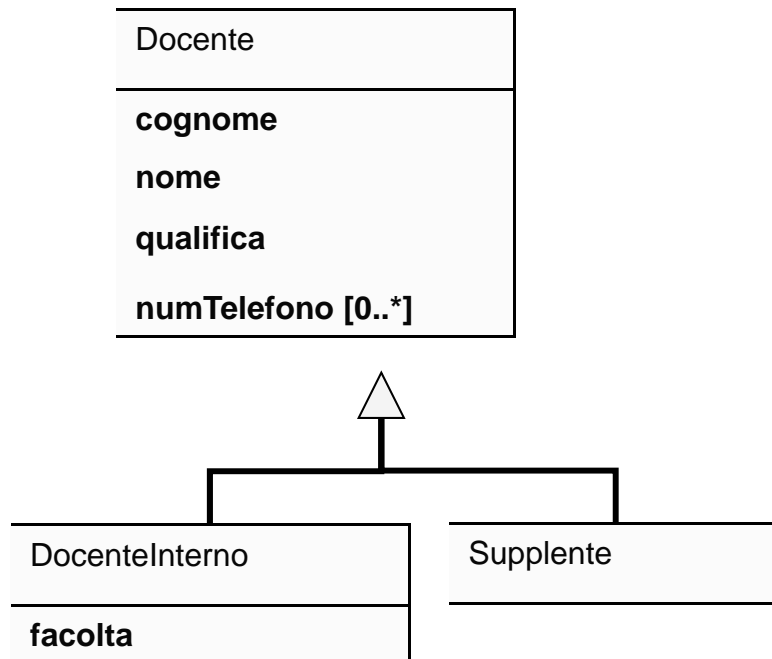 Docente
cognome
nome
qualifica
numTelefono [0..*]
DocenteInterno
Supplente
facolta